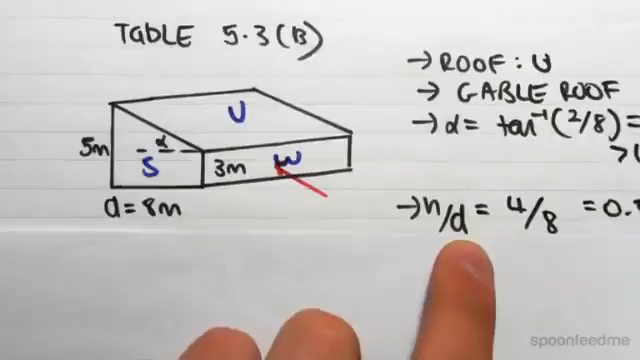 TABLE 5.3(B)
→ ROOF : U
→ GABLE ROOF
→ α = tan⁻¹(2/8) =
U
5m
α
S
3m
W
d = 8m
→ h/d = 4/8 = 0.
spoonfeedme